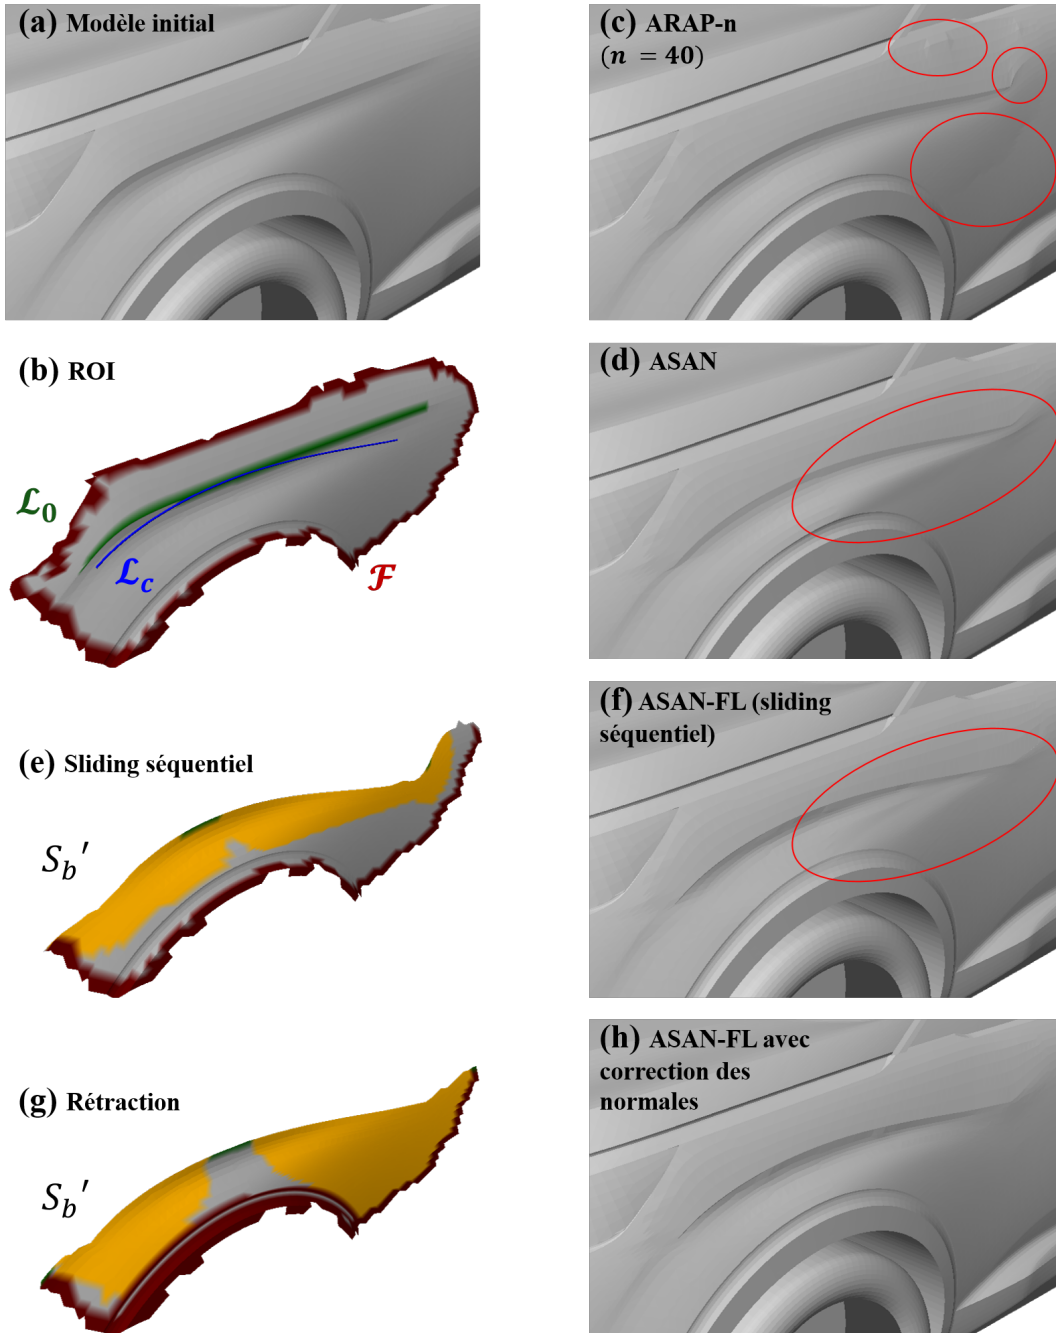 (a) Modèle initial
(c) ARAP-n
(n = 40)
(b) ROI
ℒ₀
ℒc
ℱ
(d) ASAN
(e) Sliding séquentiel
Sb′
(f) ASAN-FL (sliding
séquentiel)
(g) Rétraction
Sb′
(h) ASAN-FL avec
correction des
normales